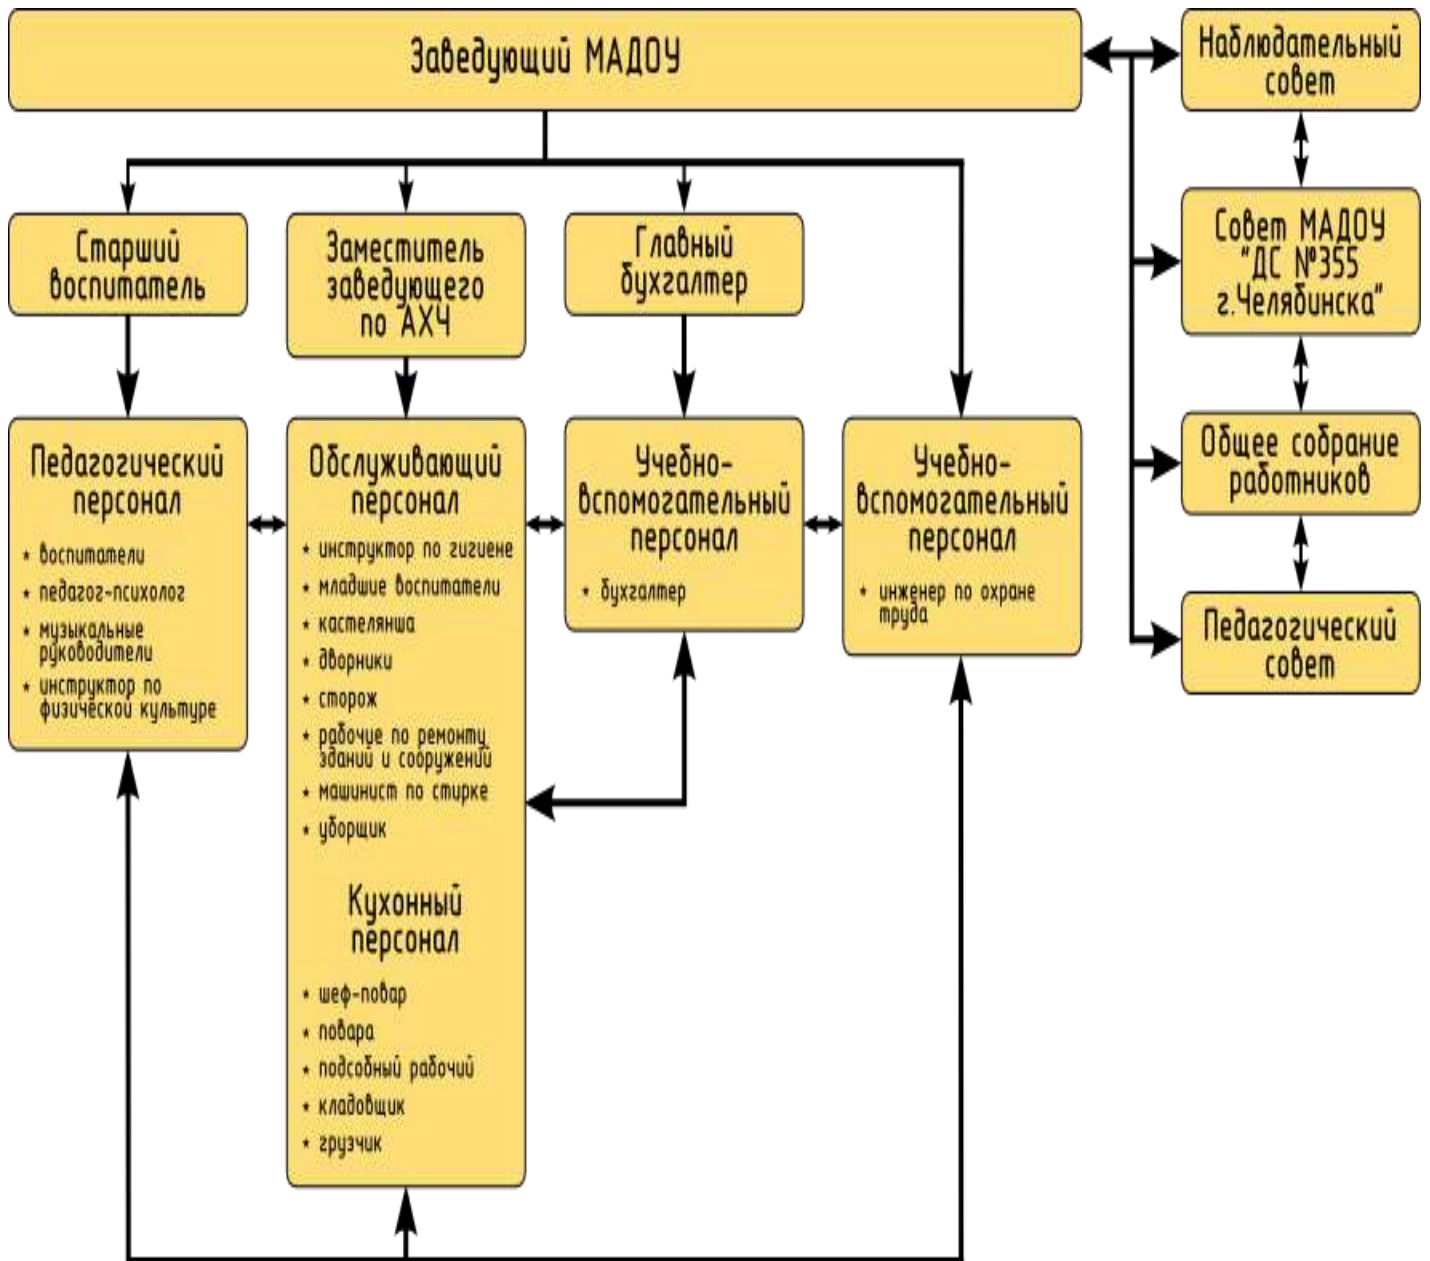 Заведующий МАДОУ
Наблюдательный
совет
Старший
воспитатель
Заместитель
заведующего
по АХЧ
Главный
бухгалтер
Совет МАДОУ
"ДС №355
г.Челябинска"
Педагогический
персонал
* воспитатели
* педагог-психолог
* музыкальные
руководители
* инструктор по
физической культуре
Обслуживающий
персонал
* инструктор по гигиене
* младшие воспитатели
* кастелянша
* дворники
* сторож
* рабочие по ремонту
зданий и сооружений
* машинист по стирке
* уборщик
Кухонный
персонал
* шеф-повар
* повара
* подсобный рабочий
* кладовщик
* грузчик
Учебно-
вспомогательный
персонал
* бухгалтер
Учебно-
вспомогательный
персонал
* инженер по охране
труда
Общее собрание
работников
Педагогический
совет